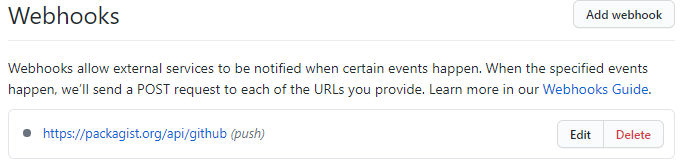 Webhooks
Add webhook
Webhooks allow external services to be notified when certain events happen. When the specified events
happen, we'll send a POST request to each of the URLs you provide. Learn more in our Webhooks Guide.
https://packagist.org/api/github (push)
Edit
Delete